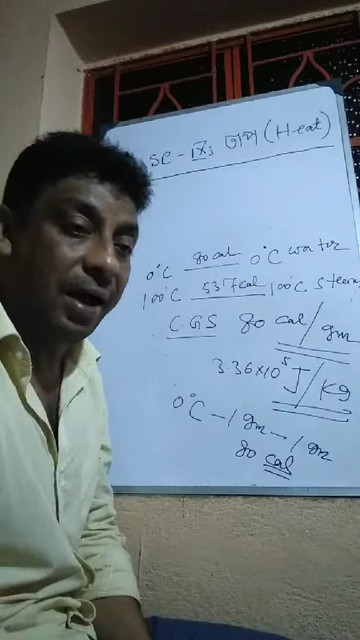 SC - IX; তাপ (Heat)
0°C 80 cal 0°C water
100°C 537 cal 100°C Steam
C.G.S 80 cal/gm
3.36×10⁵ J/kg
0°C - 1 gm → 1 gm
80 cal